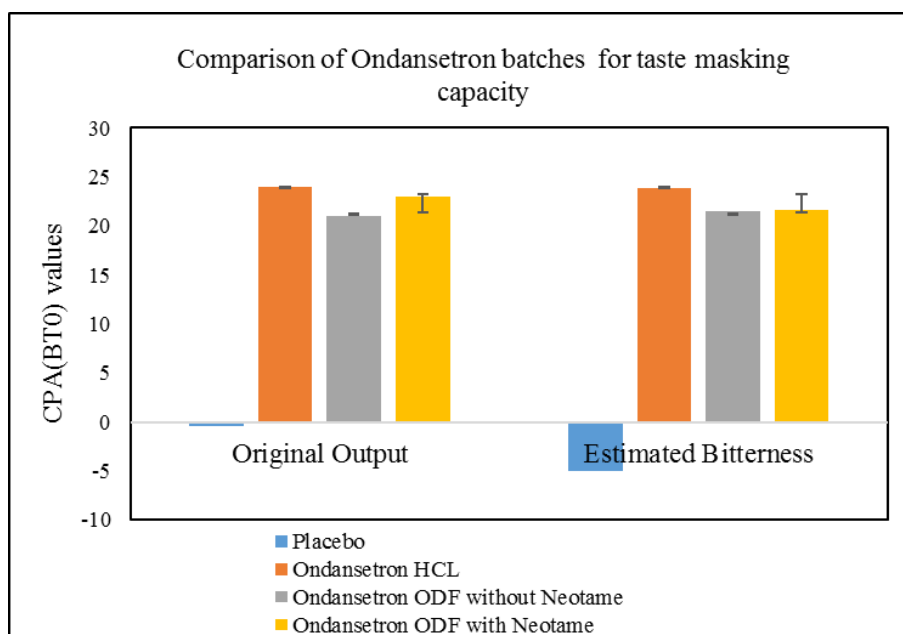 Comparison of Ondansetron batches for taste masking
capacity
CPA(BT0) values
30
25
20
15
10
5
0
-5
-10
Original Output
Estimated Bitterness
Placebo
Ondansetron HCL
Ondansetron ODF without Neotame
Ondansetron ODF with Neotame